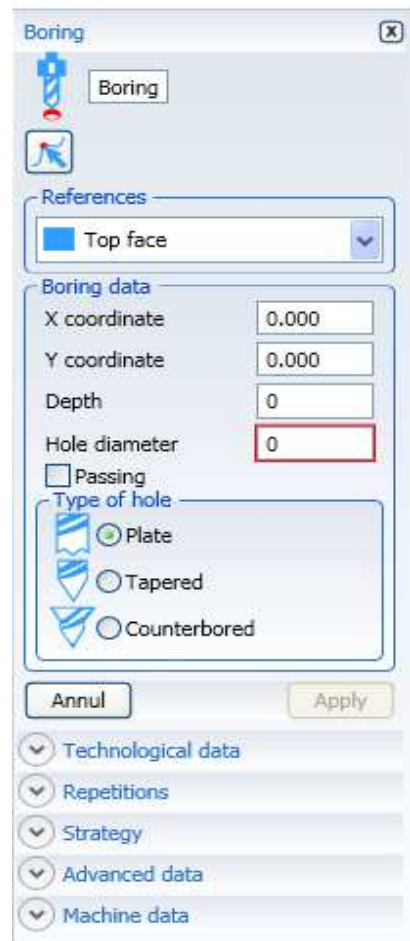 Boring
Boring
References
Top face
Boring data
X coordinate 0.000
Y coordinate 0.000
Depth 0
Hole diameter 0
Passing
Type of hole
Plate
Tapered
Counterbored
Annul Apply
Technological data
Repetitions
Strategy
Advanced data
Machine data